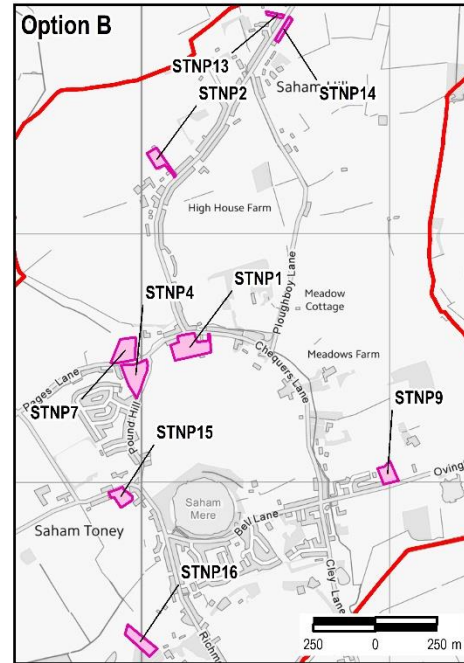 Option B
STNP13
STNP2
Saham
STNP14
High House Farm
STNP4
STNP1
Ploughboy Lane
Meadow
Cottage
Chequers Lane
Meadows Farm
Pages Lane
STNP7
Pound Hill
STNP9
STNP15
Saham
Mere
Bell Lane
Oving
Saham Toney
Cley Lane
STNP16
Richm
250 m
250
0
250 m